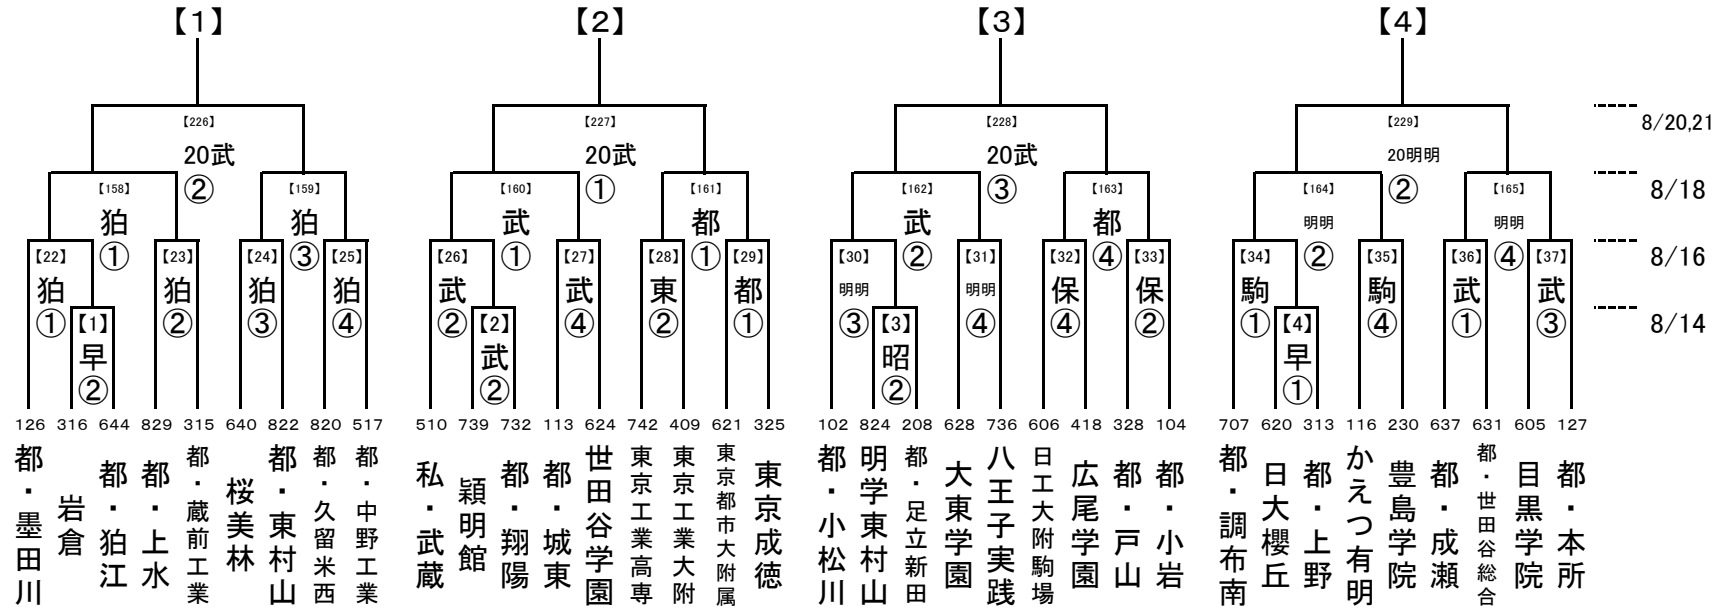 【1】 【2】 【3】 【4】
【226】 【227】 【228】 【229】 8/20,21
20武 20武 20武 20明明
② ① ③ ②
【158】 【159】 【160】 【161】 【162】 【163】 【164】 【165】 8/18
狛 狛 武 都 武 都 明明 明明
① ③ ① ① ② ④ ② ④
【22】 【23】 【24】 【25】 【26】 【27】 【28】 【29】 【30】 【31】 【32】 【33】 【34】 【35】 【36】 【37】 8/16
狛 狛 狛 狛 武 武 東 都 明明 明明 保 保 駒 駒 武 武
① ② ③ ④ ② ④ ② ① ③ ④ ④ ② ① ④ ① ③
【1】 【2】 【3】 【4】 8/14
早 武 昭 早
② ② ② ①
126 316 644 829 315 640 822 820 517 510 739 732 113 624 742 409 621 325 102 824 208 628 736 606 418 328 104 707 620 313 116 230 637 631 605 127
都・墨田川
岩倉
都・狛江
都・上水
都・蔵前工業
桜美林
都・東村山
都・久留米西
都・中野工業
私・武蔵
穎明館
都・翔陽
都・城東
世田谷学園
東京工業高専
東京工業大附
東京都市大附属
東京成徳
都・小松川
明学東村山
都・足立新田
大東学園
八王子実践
日工大附駒場
広尾学園
都・戸山
都・小岩
都・調布南
日大櫻丘
都・上野
かえつ有明
豊島学院
都・成瀬
都・世田谷総合
目黒学院
都・本所